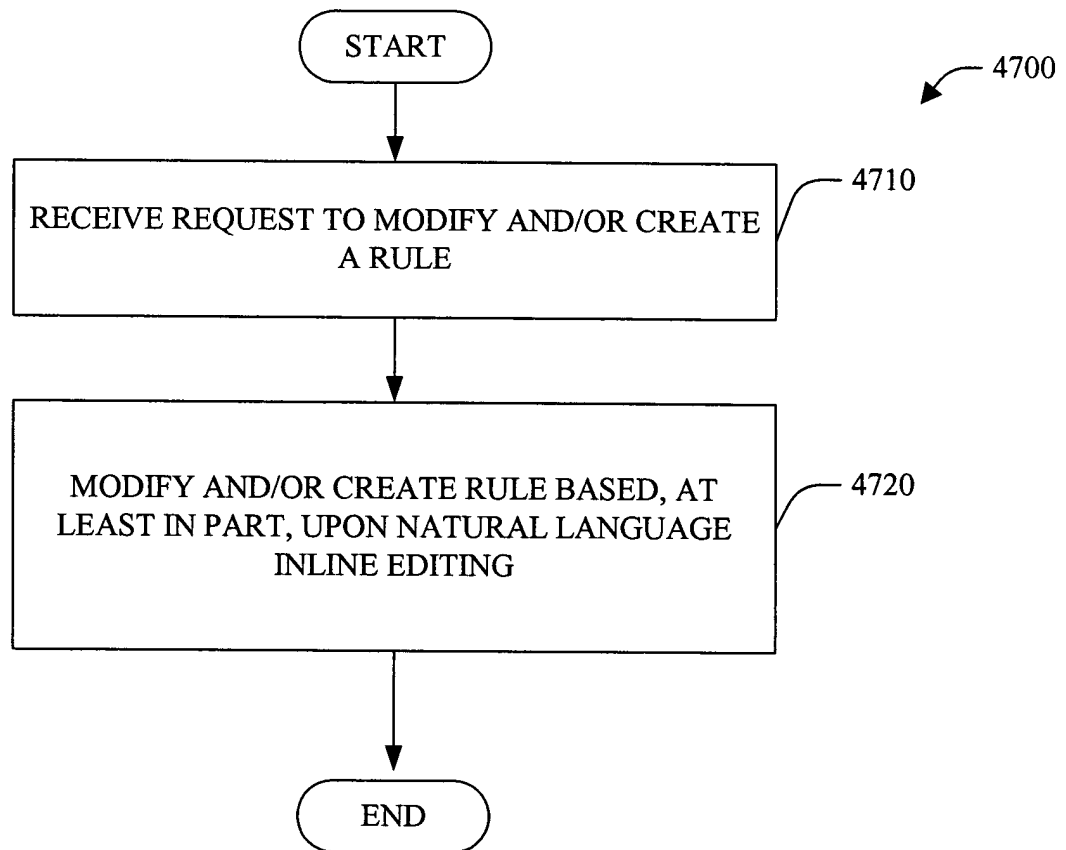 START
4700
4710
RECEIVE REQUEST TO MODIFY AND/OR CREATE
A RULE
4720
MODIFY AND/OR CREATE RULE BASED, AT
LEAST IN PART, UPON NATURAL LANGUAGE
INLINE EDITING
END